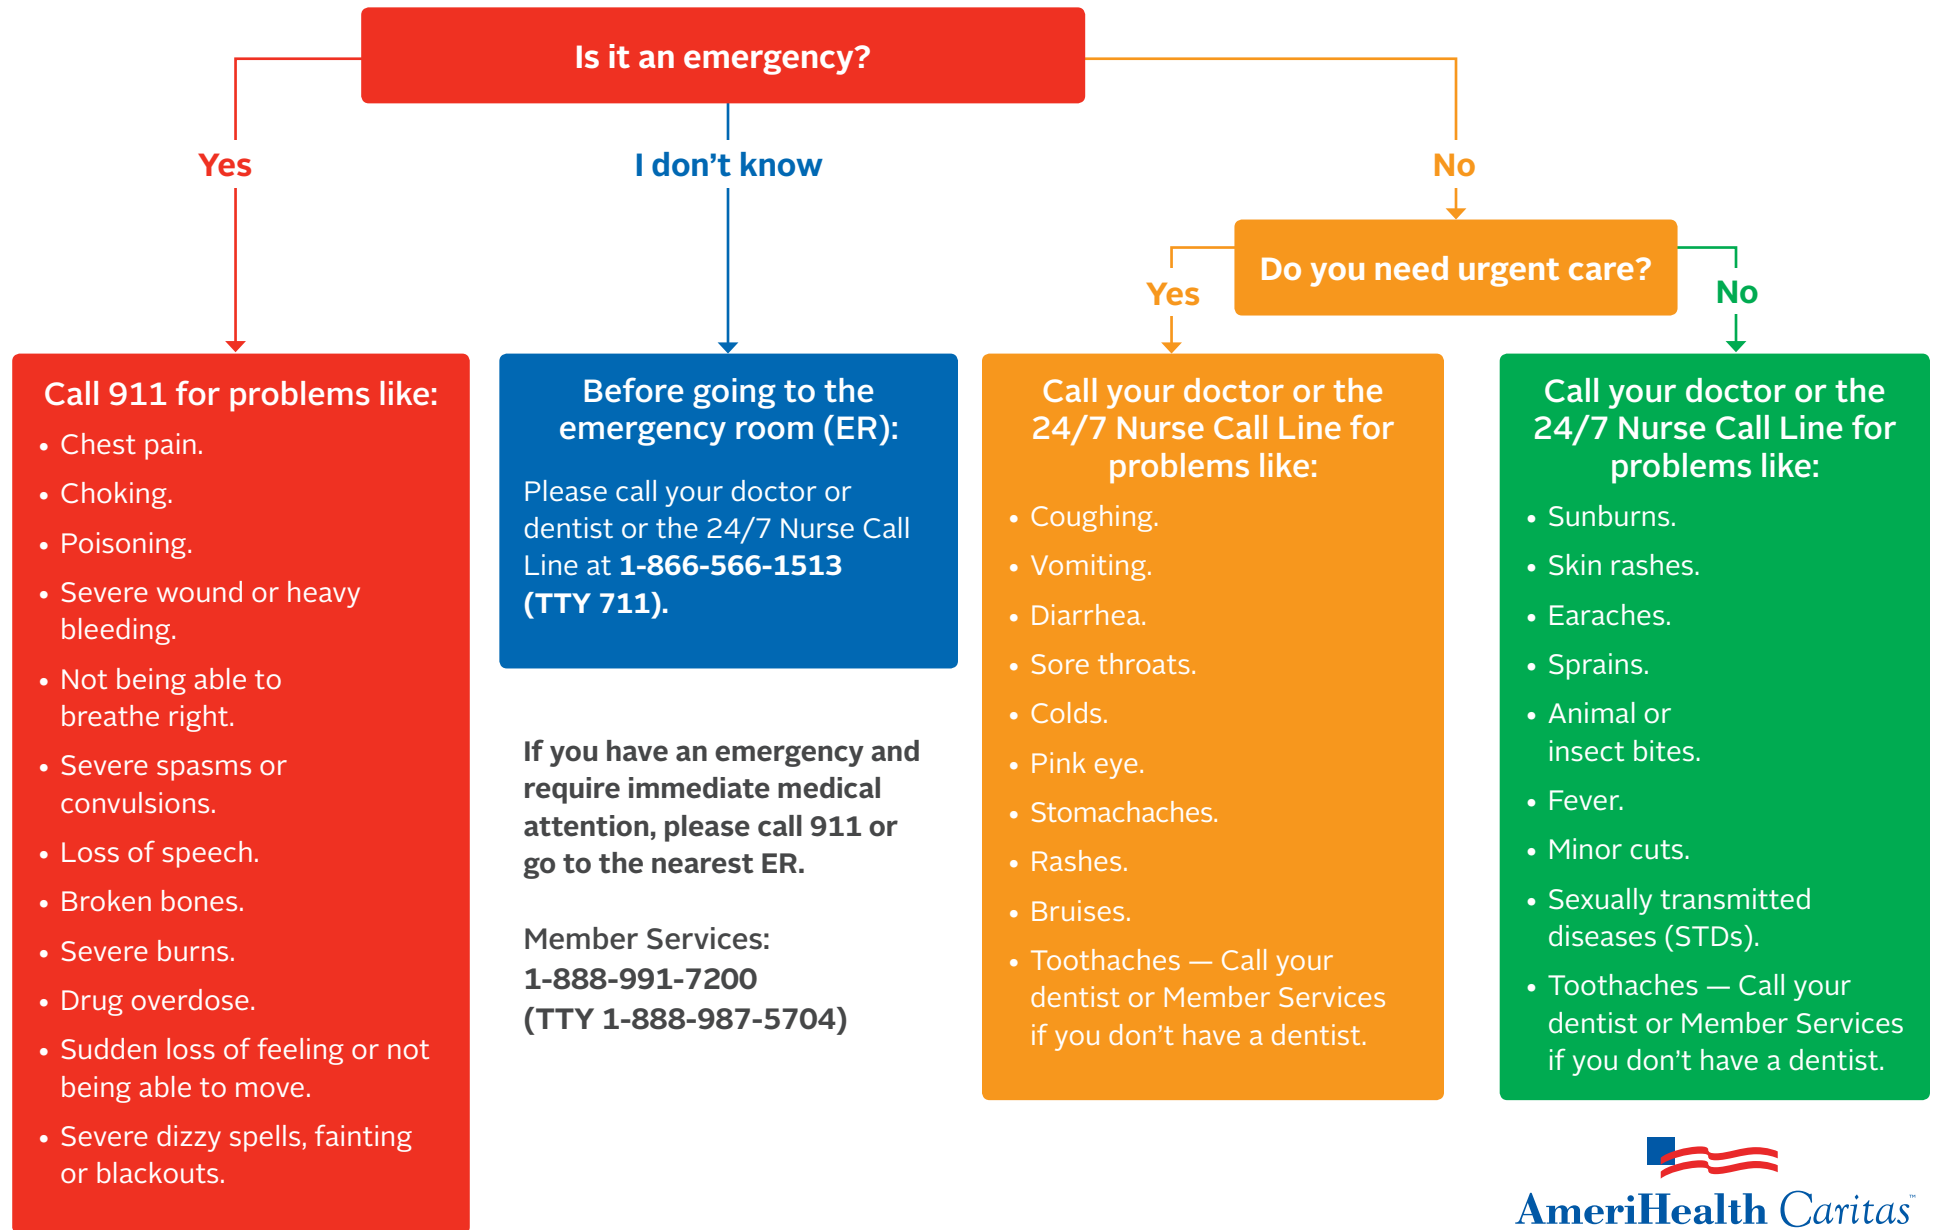 Is it an emergency?
Yes
I don't know
No
Do you need urgent care?
Yes
No
Call 911 for problems like:
• Chest pain.
• Choking.
• Poisoning.
• Severe wound or heavy
bleeding.
• Not being able to
breathe right.
• Severe spasms or
convulsions.
• Loss of speech.
• Broken bones.
• Severe burns.
• Drug overdose.
• Sudden loss of feeling or not
being able to move.
• Severe dizzy spells, fainting
or blackouts.
Before going to the
emergency room (ER):
Please call your doctor or
dentist or the 24/7 Nurse Call
Line at 1-866-566-1513
(TTY 711).
If you have an emergency and
require immediate medical
attention, please call 911 or
go to the nearest ER.
Member Services:
1-888-991-7200
(TTY 1-888-987-5704)
Call your doctor or the
24/7 Nurse Call Line for
problems like:
• Coughing.
• Vomiting.
• Diarrhea.
• Sore throats.
• Colds.
• Pink eye.
• Stomachaches.
• Rashes.
• Bruises.
• Toothaches — Call your
dentist or Member Services
if you don't have a dentist.
Call your doctor or the
24/7 Nurse Call Line for
problems like:
• Sunburns.
• Skin rashes.
• Earaches.
• Sprains.
• Animal or
insect bites.
• Fever.
• Minor cuts.
• Sexually transmitted
diseases (STDs).
• Toothaches — Call your
dentist or Member Services
if you don't have a dentist.
AmeriHealth Caritas™